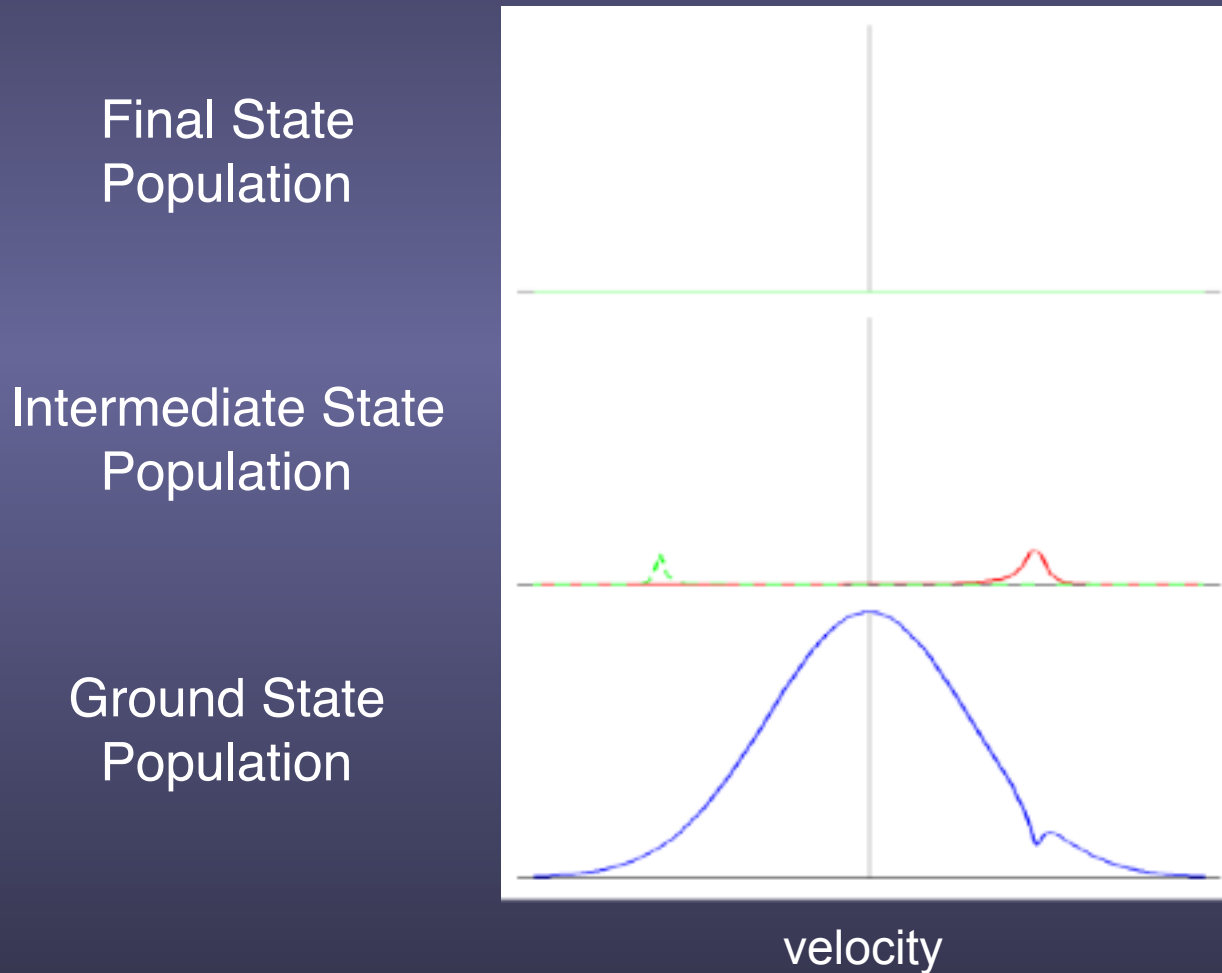 Final State
Population
Intermediate State
Population
Ground State
Population
velocity